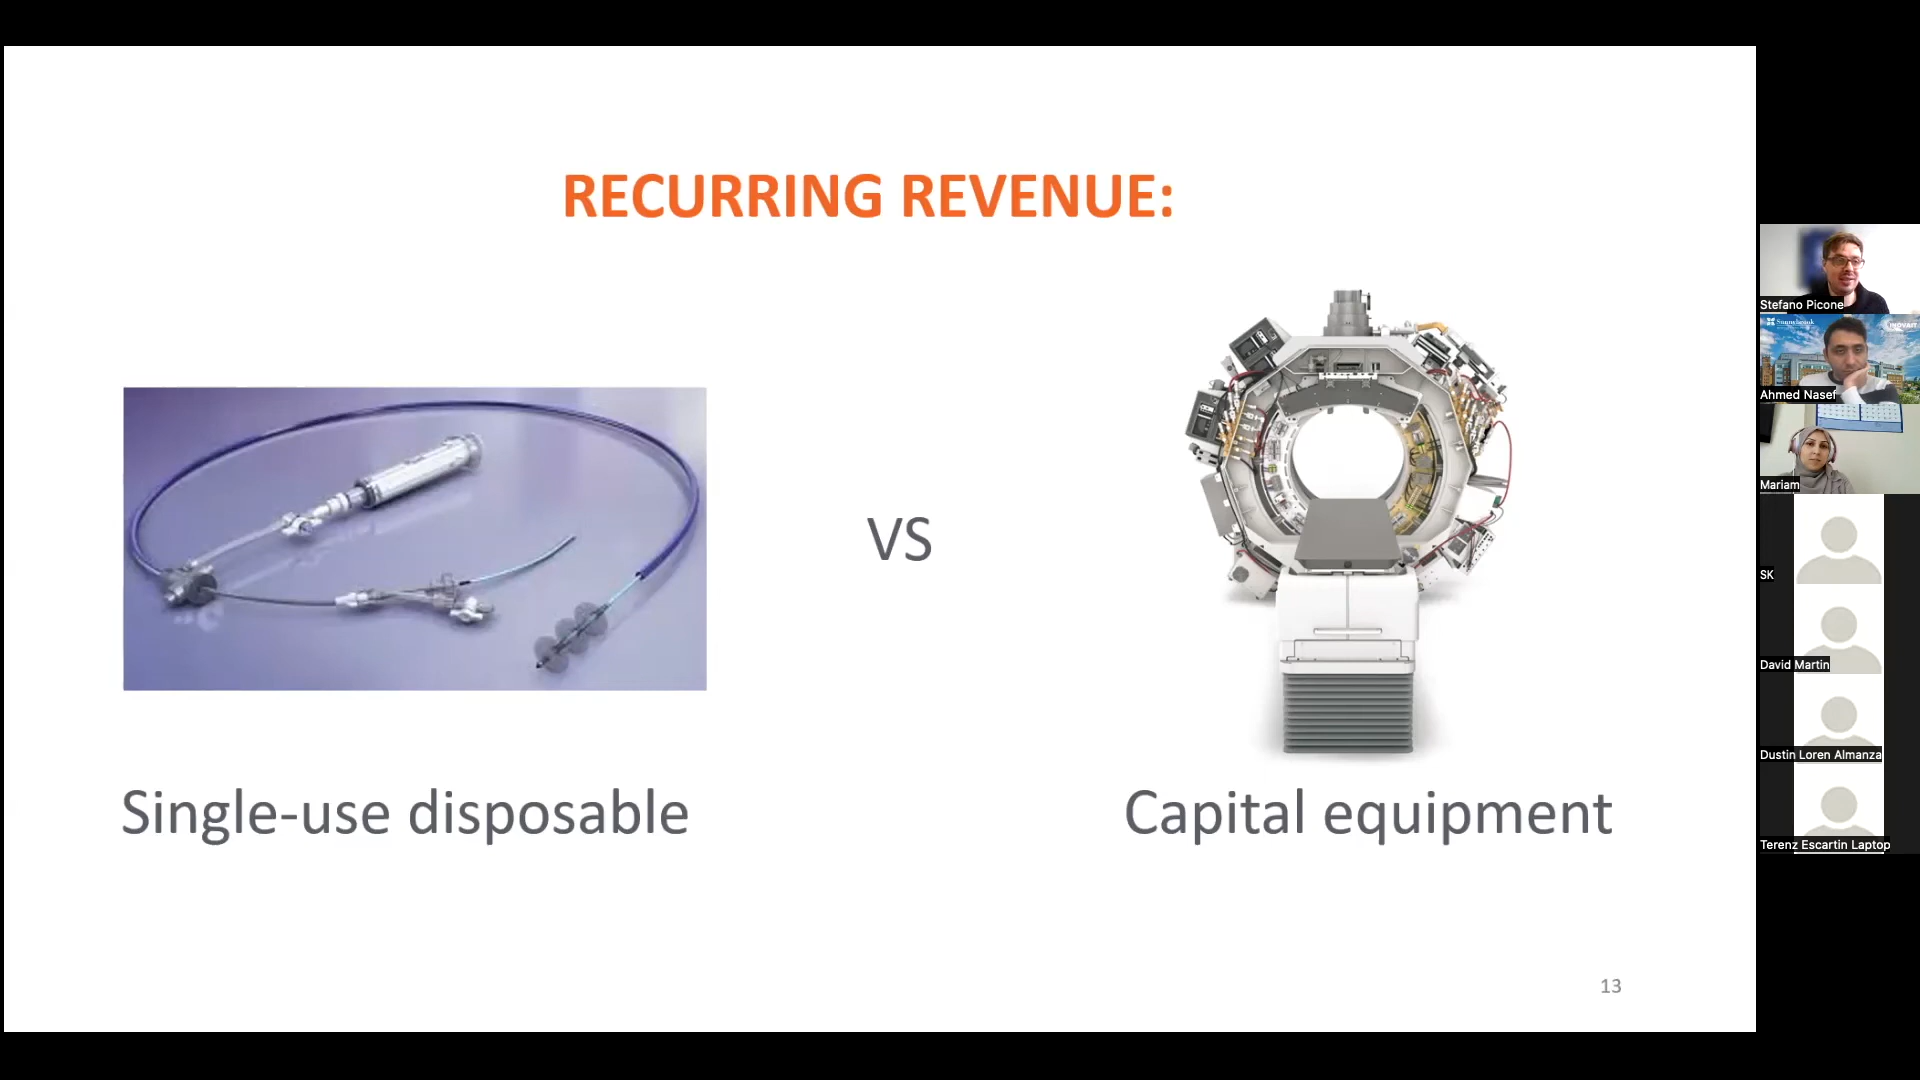 RECURRING REVENUE:
VS
Single-use disposable
Capital equipment
13
Stefano Picone
Sunnybrook
Ahmed Nasef
Mariam
SK
David Martin
Dustin Loren Almanza
Terenz Escartin Laptop